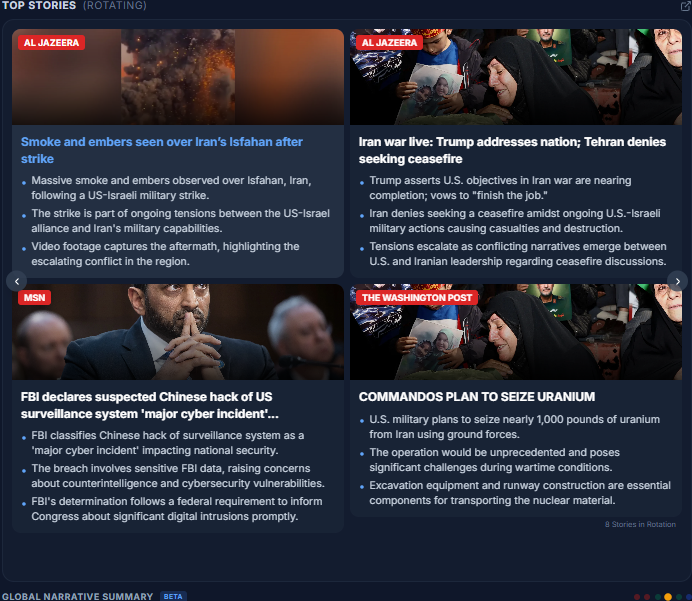 TOP STORIES (ROTATING)
AL JAZEERA
Smoke and embers seen over Iran's Isfahan after
strike
• Massive smoke and embers observed over Isfahan, Iran,
following a US-Israeli military strike.
• The strike is part of ongoing tensions between the US-Israel
alliance and Iran's military capabilities.
• Video footage captures the aftermath, highlighting the
escalating conflict in the region.
AL JAZEERA
Iran war live: Trump addresses nation; Tehran denies
seeking ceasefire
• Trump asserts U.S. objectives in Iran war are nearing
completion; vows to "finish the job."
• Iran denies seeking a ceasefire amidst ongoing U.S.-Israeli
military actions causing casualties and destruction.
• Tensions escalate as conflicting narratives emerge between
U.S. and Iranian leadership regarding ceasefire discussions.
MSN
FBI declares suspected Chinese hack of US
surveillance system 'major cyber incident'...
• FBI classifies Chinese hack of surveillance system as a
'major cyber incident' impacting national security.
• The breach involves sensitive FBI data, raising concerns
about counterintelligence and cybersecurity vulnerabilities.
• FBI's determination follows a federal requirement to inform
Congress about significant digital intrusions promptly.
THE WASHINGTON POST
COMMANDOS PLAN TO SEIZE URANIUM
• U.S. military plans to seize nearly 1,000 pounds of uranium
from Iran using ground forces.
• The operation would be unprecedented and poses
significant challenges during wartime conditions.
• Excavation equipment and runway construction are essential
components for transporting the nuclear material.
8 Stories in Rotation
GLOBAL NARRATIVE SUMMARY BETA